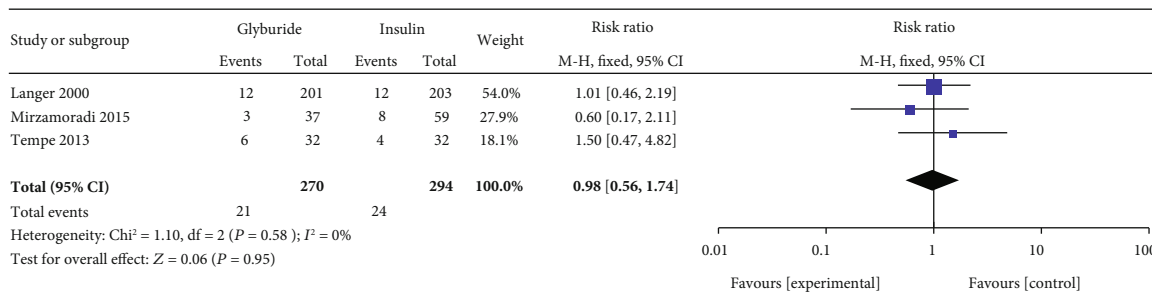 Study or subgroup Glyburide Insulin Weight Risk ratio Risk ratio
Events Total Events Total M-H, fixed, 95% CI M-H, fixed, 95% CI
Langer 2000 12 201 12 203 54.0% 1.01 [0.46, 2.19]
Mirzamoradi 2015 3 37 8 59 27.9% 0.60 [0.17, 2.11]
Tempe 2013 6 32 4 32 18.1% 1.50 [0.47, 4.82]
Total (95% CI) 270 294 100.0% 0.98 [0.56, 1.74]
Total events 21 24
Heterogeneity: Chi² = 1.10, df = 2 (P = 0.58 ); I² = 0%
Test for overall effect: Z = 0.06 (P = 0.95)
0.01 0.1 1 10 100
Favours [experimental] Favours [control]